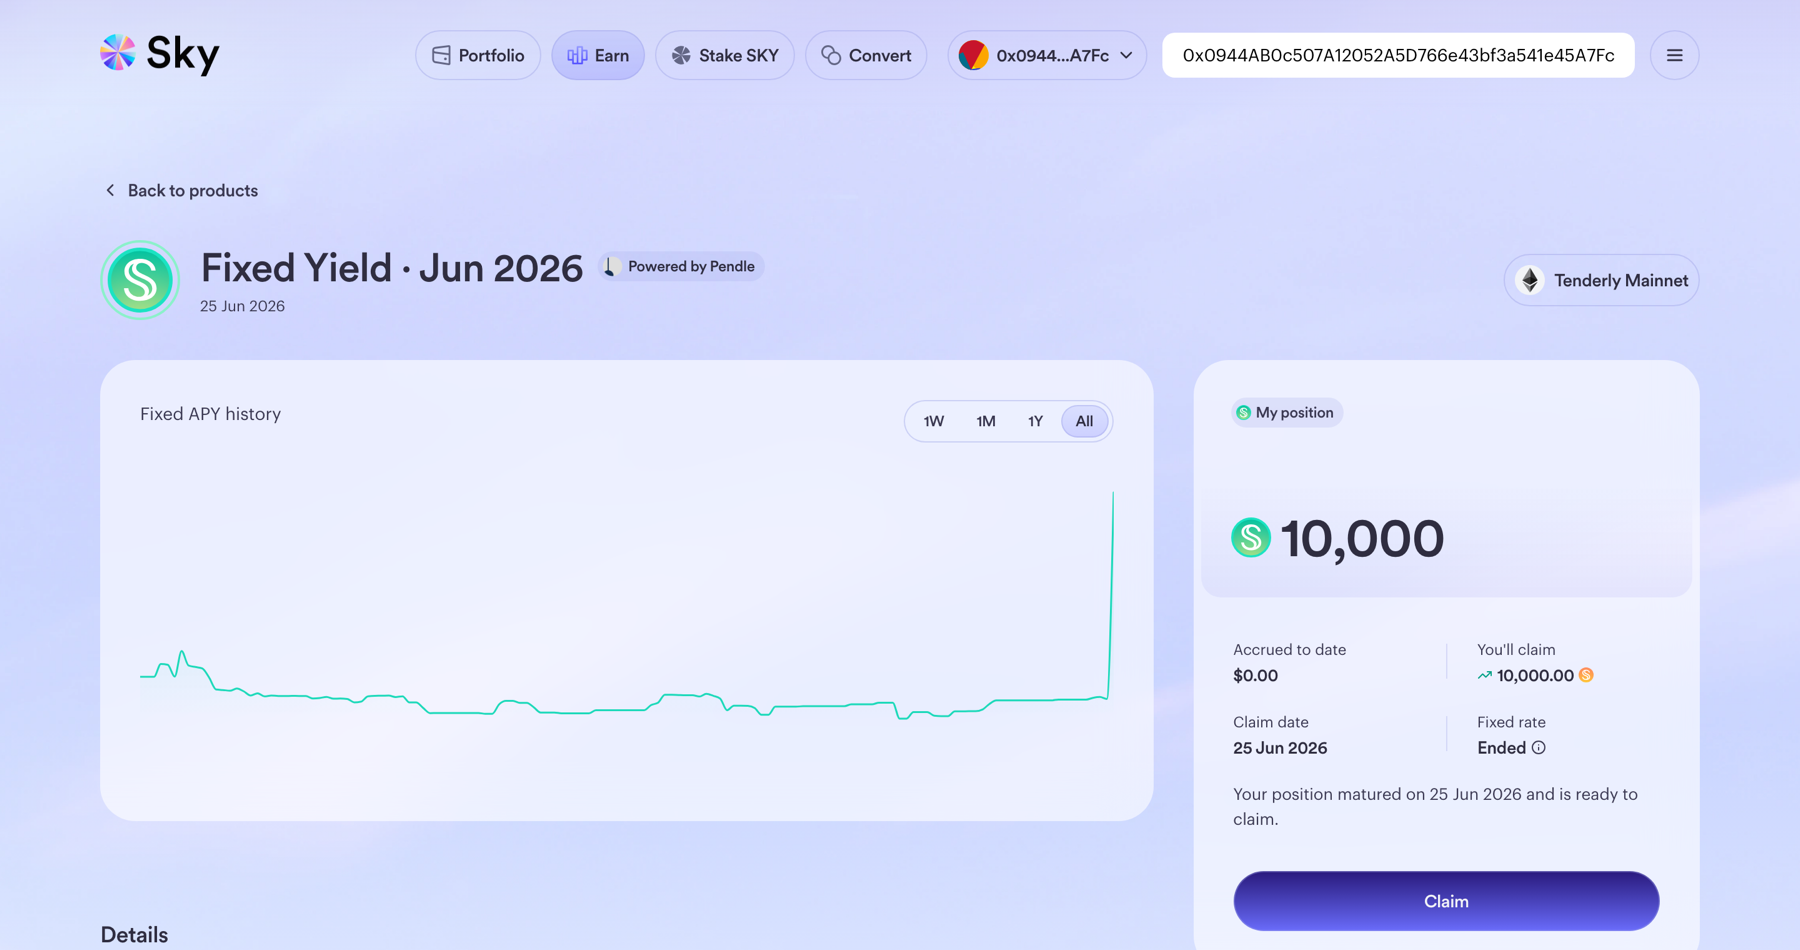 Sky
Portfolio
Earn
Stake SKY
Convert
0x0944...A7Fc
0x0944AB0c507A12052A5D766e43bf3a541e45A7Fc
Back to products
Fixed Yield · Jun 2026
Powered by Pendle
25 Jun 2026
Tenderly Mainnet
Fixed APY history
1W
1M
1Y
All
My position
10,000
Accrued to date
$0.00
You'll claim
10,000.00
Claim date
25 Jun 2026
Fixed rate
Ended
Your position matured on 25 Jun 2026 and is ready to
claim.
Claim
Details